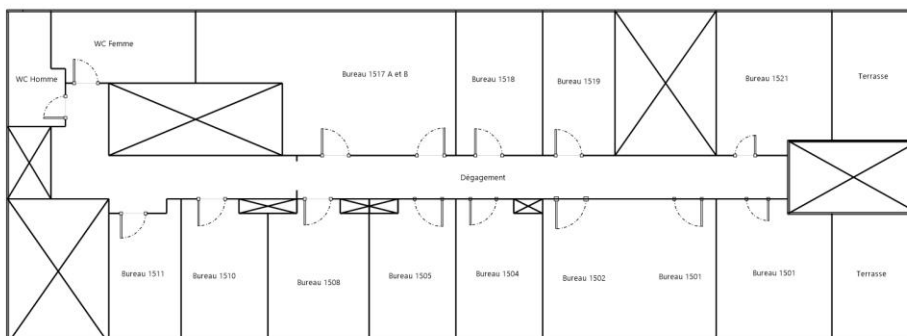 WC Femme
WC Homme
Bureau 1517 A et B
Bureau 1518
Bureau 1519
Bureau 1521
Terrasse
Dégagement
Bureau 1511
Bureau 1510
Bureau 1508
Bureau 1505
Bureau 1504
Bureau 1502
Bureau 1501
Bureau 1501
Terrasse